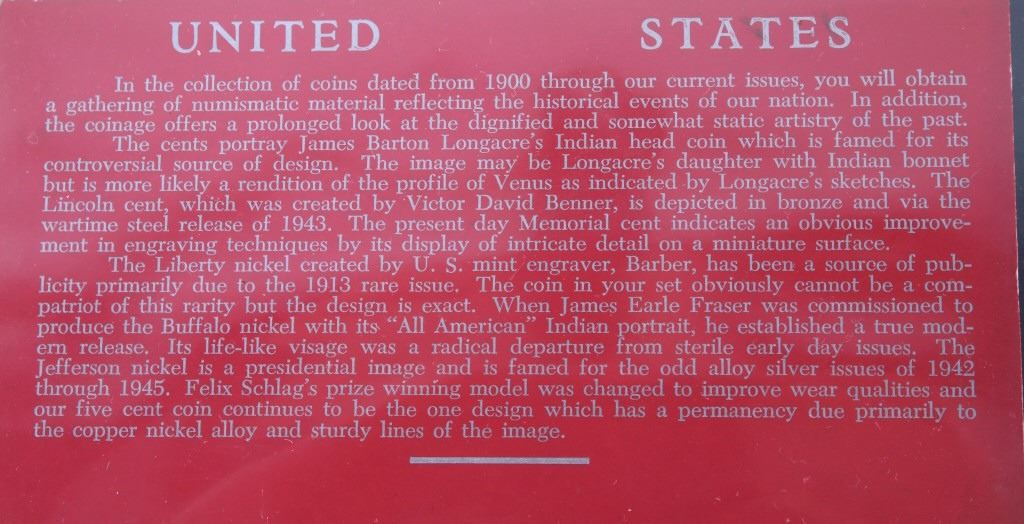 UNITED STATES
In the collection of coins dated from 1900 through our current issues, you will obtain
a gathering of numismatic material reflecting the historical events of our nation. In addition,
the coinage offers a prolonged look at the dignified and somewhat static artistry of the past.
The cents portray James Barton Longacre's Indian head coin which is famed for its
controversial source of design. The image may be Longacre's daughter with Indian bonnet
but is more likely a rendition of the profile of Venus as indicated by Longacre's sketches. The
Lincoln cent, which was created by Victor David Benner, is depicted in bronze and via the
wartime steel release of 1943. The present day Memorial cent indicates an obvious improve-
ment in engraving techniques by its display of intricate detail on a miniature surface.
The Liberty nickel created by U. S. mint engraver, Barber, has been a source of pub-
licity primarily due to the 1913 rare issue. The coin in your set obviously cannot be a com-
patriot of this rarity but the design is exact. When James Earle Fraser was commissioned to
produce the Buffalo nickel with its "All American" Indian portrait, he established a true mod-
ern release. Its life-like visage was a radical departure from sterile early day issues. The
Jefferson nickel is a presidential image and is famed for the odd alloy silver issues of 1942
through 1945. Felix Schlag's prize winning model was changed to improve wear qualities and
our five cent coin continues to be the one design which has a permanency due primarily to
the copper nickel alloy and sturdy lines of the image.